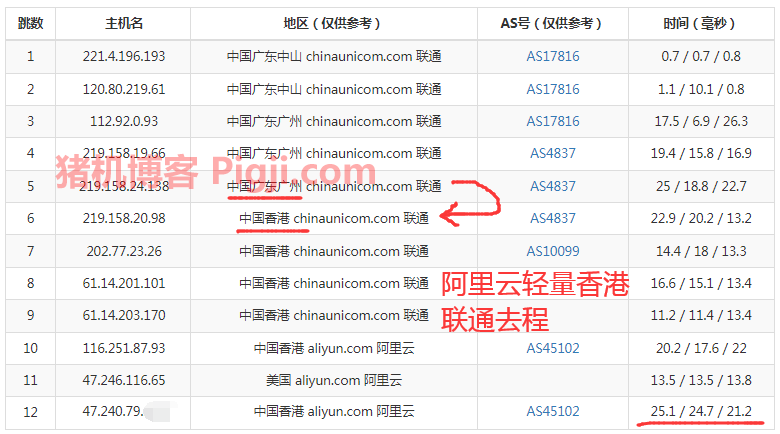 跳数 主机名 地区（仅供参考） AS号（仅供参考） 时间（毫秒）
1 221.4.196.193 中国广东中山 chinaunicom.com 联通 AS17816 0.7 / 0.7 / 0.8
2 120.80.219.61 中国广东中山 chinaunicom.com 联通 AS17816 1.1 / 10.1 / 0.8
3 112.92.0.93 中国广东广州 chinaunicom.com 联通 AS17816 17.5 / 6.9 / 26.3
4 219.158.19.66 中国广东广州 chinaunicom.com 联通 AS4837 19.4 / 15.8 / 16.9
猪机博客 Pigji.com
5 219.158.24.138 中国广东广州 chinaunicom.com 联通 AS4837 25 / 18.8 / 22.7
6 219.158.20.98 中国香港 chinaunicom.com 联通 AS4837 22.9 / 20.2 / 13.2
7 202.77.23.26 中国香港 chinaunicom.com 联通 AS10099 14.4 / 18 / 13.3
8 61.14.201.101 中国香港 chinaunicom.com 联通 16.6 / 15.1 / 13.4
阿里云轻量香港
联通去程
9 61.14.203.170 中国香港 chinaunicom.com 联通 11.2 / 11.4 / 13.4
10 116.251.87.93 中国香港 aliyun.com 阿里云 AS45102 20.2 / 17.6 / 22
11 47.246.116.65 美国 aliyun.com 阿里云 13.5 / 13.5 / 13.8
12 47.240.79. 中国香港 aliyun.com 阿里云 AS45102 25.1 / 24.7 / 21.2